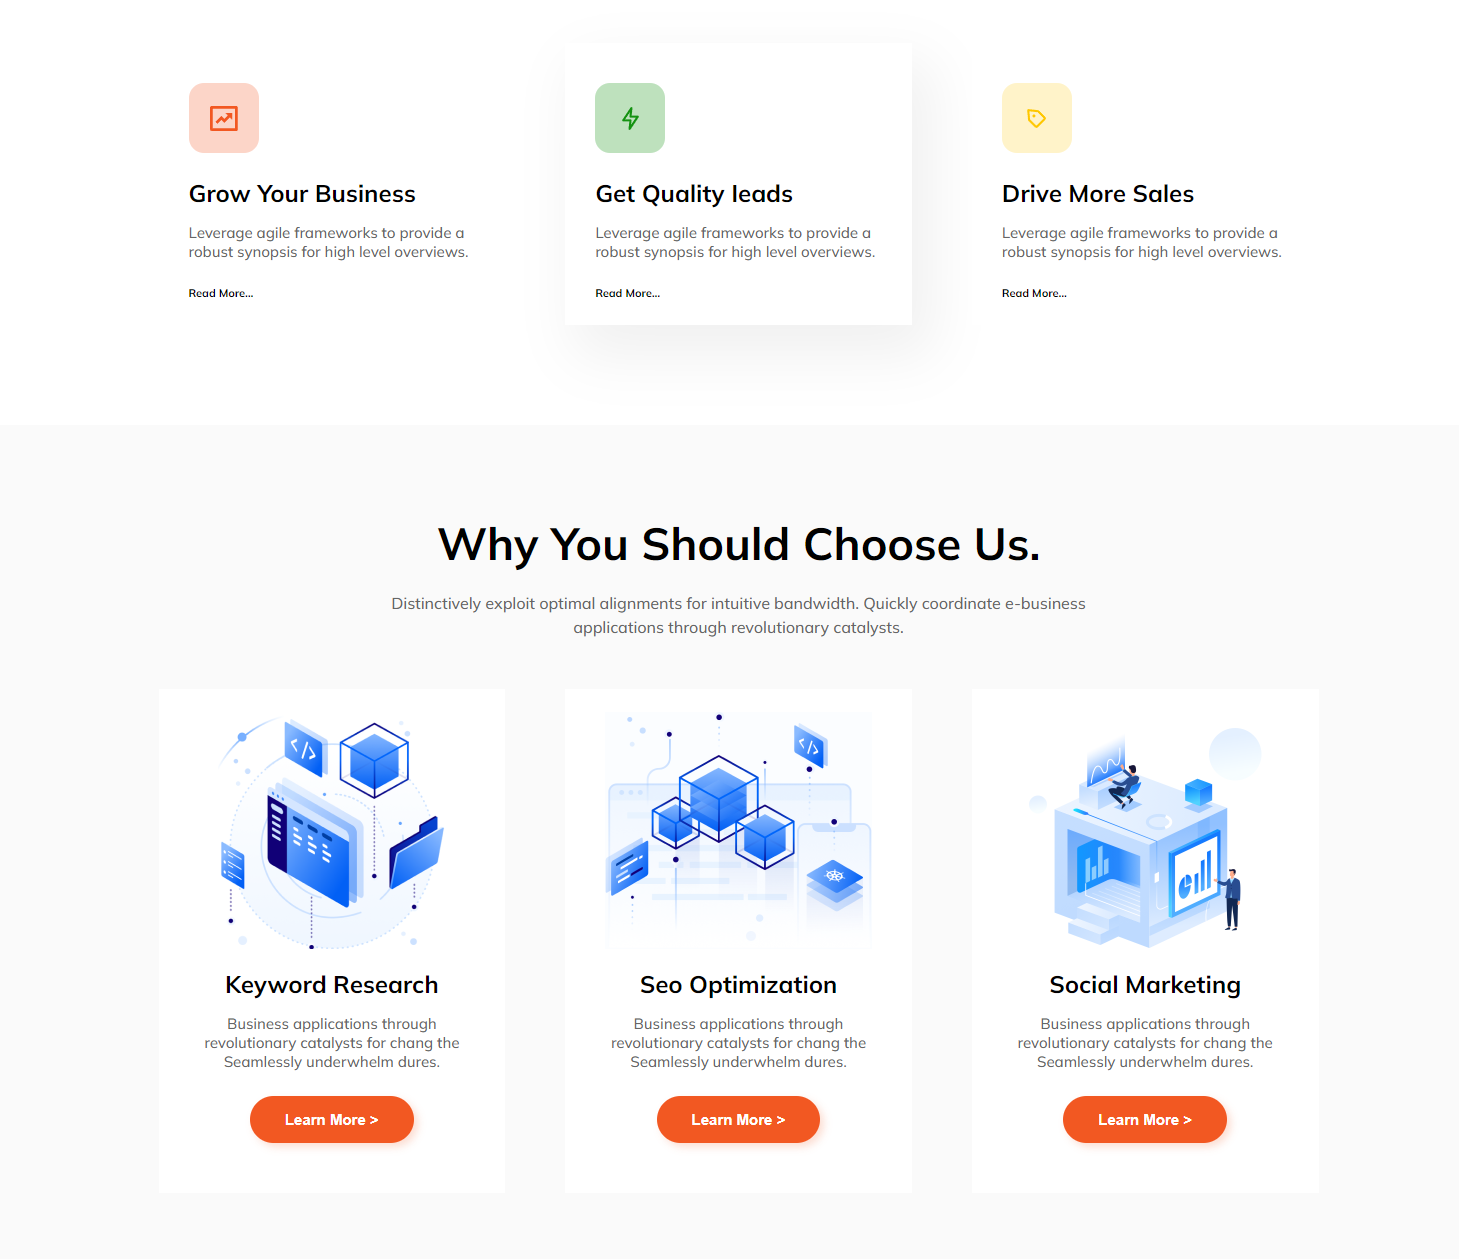 Grow Your Business
Leverage agile frameworks to provide a
robust synopsis for high level overviews.
Read More...
Get Quality leads
Leverage agile frameworks to provide a
robust synopsis for high level overviews.
Read More...
Drive More Sales
Leverage agile frameworks to provide a
robust synopsis for high level overviews.
Read More...
Why You Should Choose Us.
Distinctively exploit optimal alignments for intuitive bandwidth. Quickly coordinate e-business
applications through revolutionary catalysts.
</>
Keyword Research
Business applications through
revolutionary catalysts for chang the
Seamlessly underwhelm dures.
Learn More >
</>
Seo Optimization
Business applications through
revolutionary catalysts for chang the
Seamlessly underwhelm dures.
Learn More >
Social Marketing
Business applications through
revolutionary catalysts for chang the
Seamlessly underwhelm dures.
Learn More >